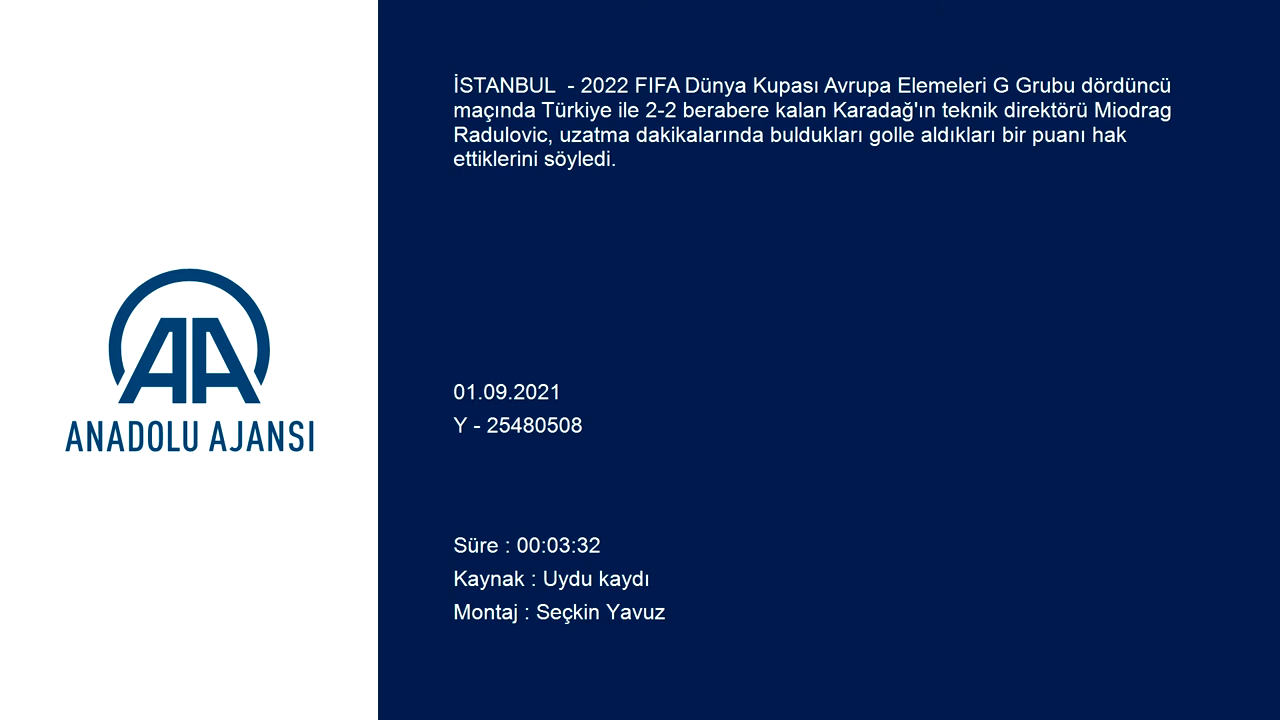 İSTANBUL  - 2022 FIFA Dünya Kupası Avrupa Elemeleri G Grubu dördüncü
maçında Türkiye ile 2-2 berabere kalan Karadağ'ın teknik direktörü Miodrag
Radulovic, uzatma dakikalarında buldukları golle aldıkları bir puanı hak
ettiklerini söyledi.
AA
ANADOLU AJANSI
01.09.2021
Y - 25480508
Süre : 00:03:32
Kaynak : Uydu kaydı
Montaj : Seçkin Yavuz